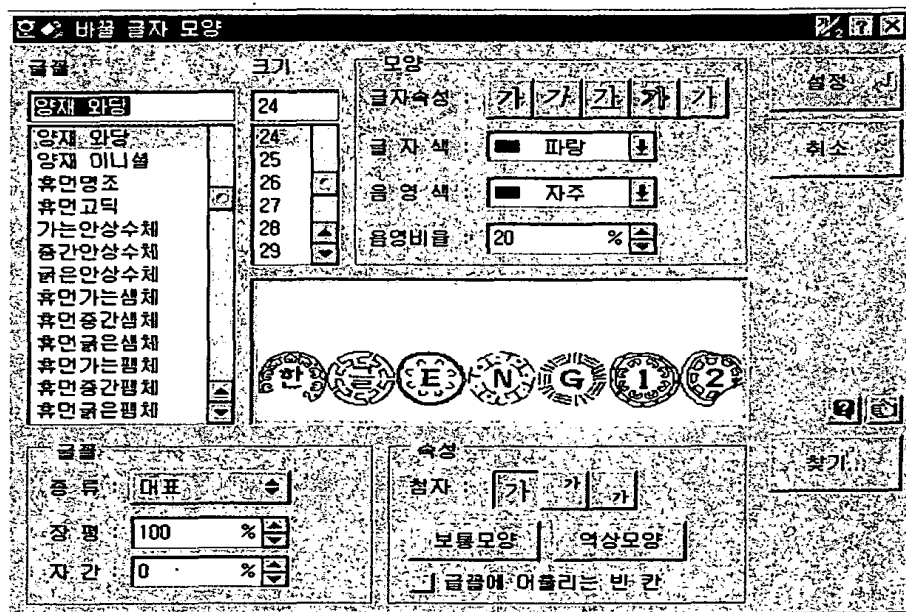 바꿀 글자 모양
글꼴
양재 와당
양재 와당
양재 이니셜
휴먼명조
휴먼고딕
가는안상수체
중간안상수체
굵은안상수체
휴먼가는샘체
휴먼중간샘체
휴먼굵은샘체
휴먼가는팸체
휴먼중간팸체
휴먼굵은팸체
크기
24
24
25
26
27
28
29
모양
글자속성 : 가 가 가 가 가
글 자 색 : 파랑
음 영 색 : 자주
음영비율 : 20 %
한 글 E N G 1 2
설정
취소
찾기
글꼴
종 류 : 대표
장 평 : 100 %
자 간 : 0 %
속성
첨자 : 가 가 가
보통모양 역상모양
글꼴에 어울리는 빈 칸